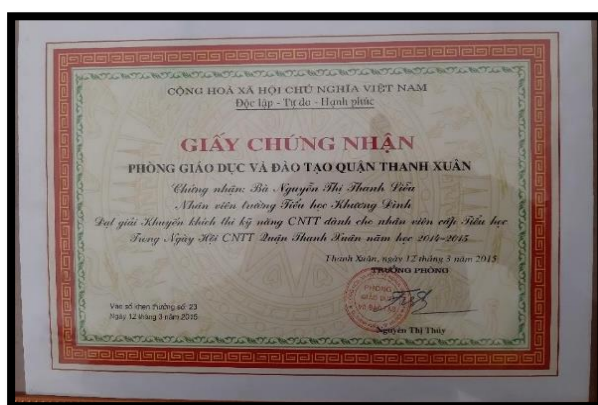 CỘNG HOÀ XÃ HỘI CHỦ NGHĨA VIỆT NAM
Độc lập - Tự do - Hạnh phúc
GIẤY CHỨNG NHẬN
PHÒNG GIÁO DỤC VÀ ĐÀO TẠO QUẬN THANH XUÂN
Chứng nhận: Bà Nguyễn Thị Thanh Liễu
Nhân viên trường Tiểu học Khương Đình
Đạt giải Khuyến khích thi kỹ năng CNTT dành cho nhân viên cấp Tiểu học
Trong Ngày Hội CNTT Quận Thanh Xuân năm học 2014-2015
Thanh Xuân, ngày 12 tháng 3 năm 2015
TRƯỞNG PHÒNG
PHÒNG
GIÁO DỤC
Vào sổ khen thưởng số: 23
Ngày 12 tháng 3 năm 2015
Nguyễn Thị Thúy